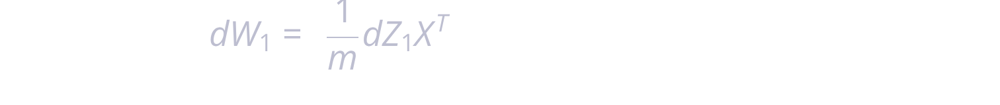 dW₁ = 1/m dZ₁Xᵀ